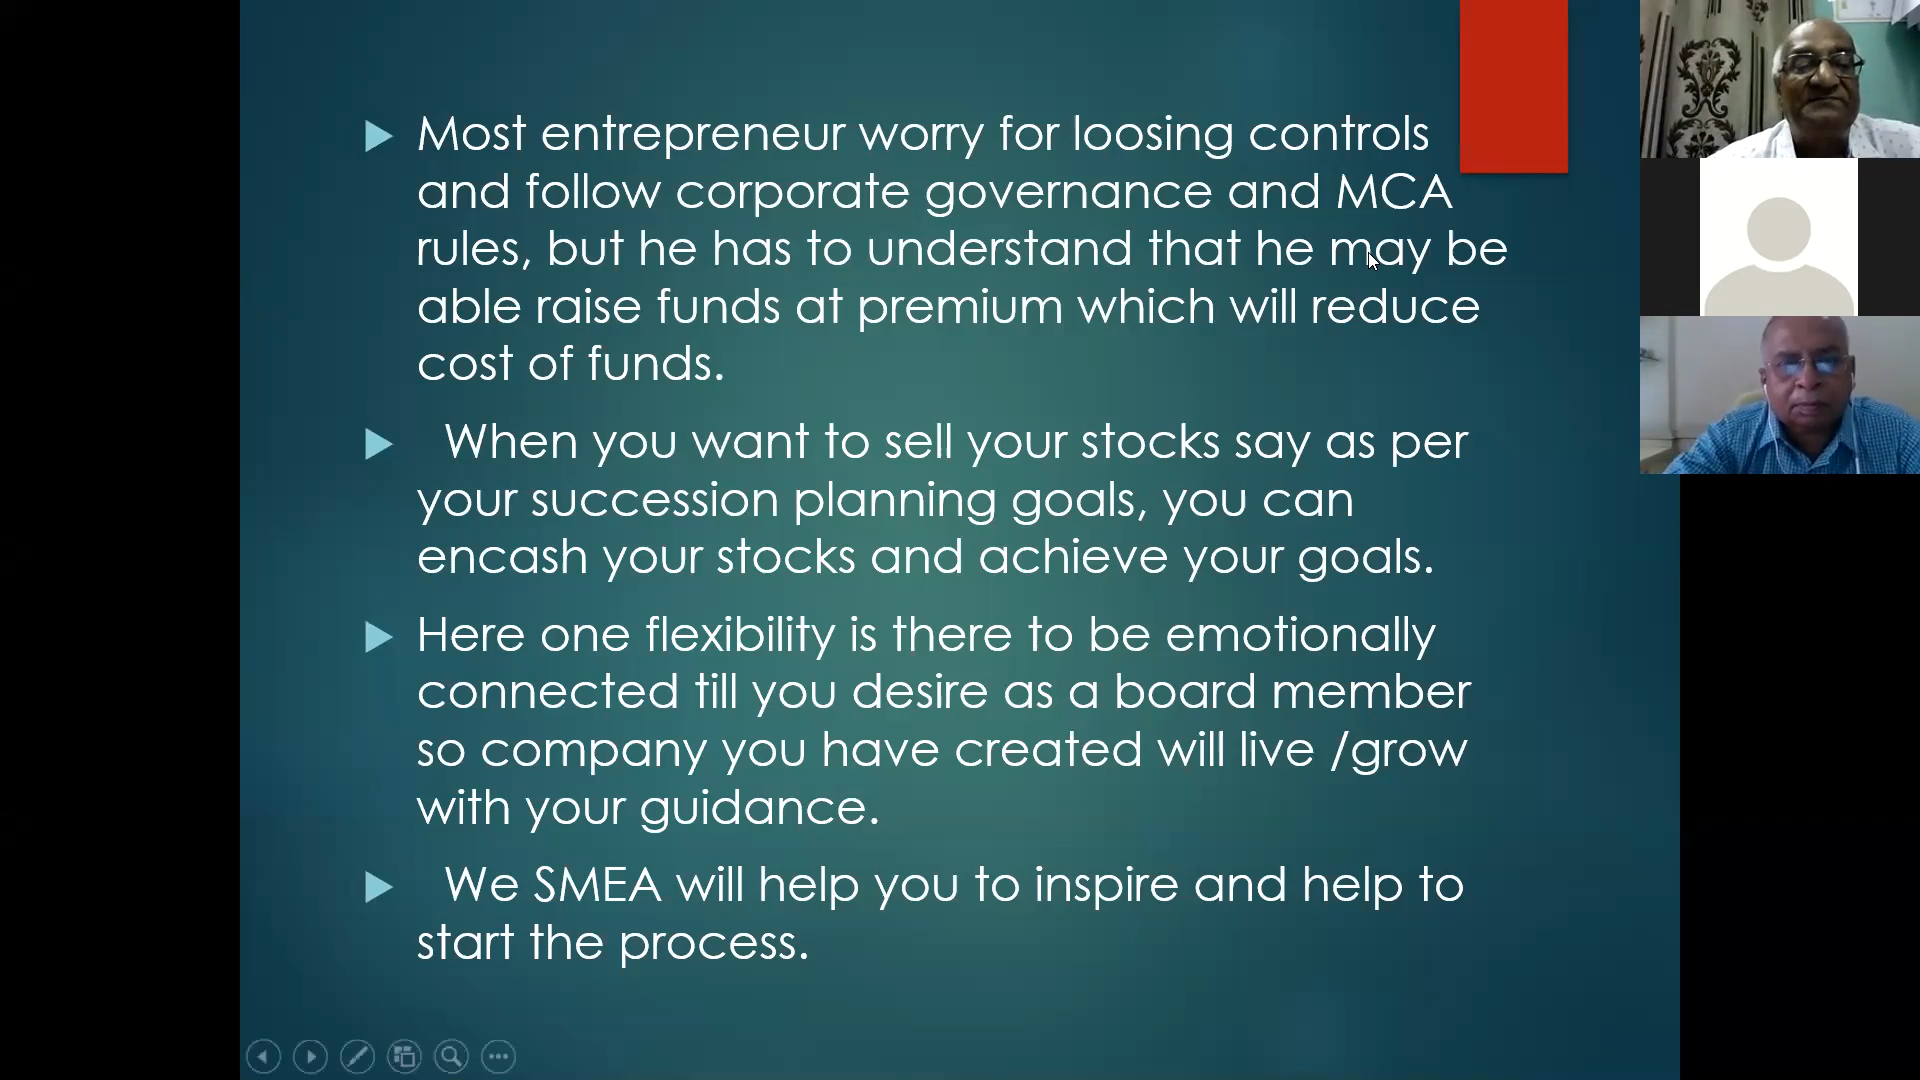 Most entrepreneur worry for loosing controls
and follow corporate governance and MCA
rules, but he has to understand that he may be
able raise funds at premium which will reduce
cost of funds.
When you want to sell your stocks say as per
your succession planning goals, you can
encash your stocks and achieve your goals.
Here one flexibility is there to be emotionally
connected till you desire as a board member
so company you have created will live /grow
with your guidance.
We SMEA will help you to inspire and help to
start the process.